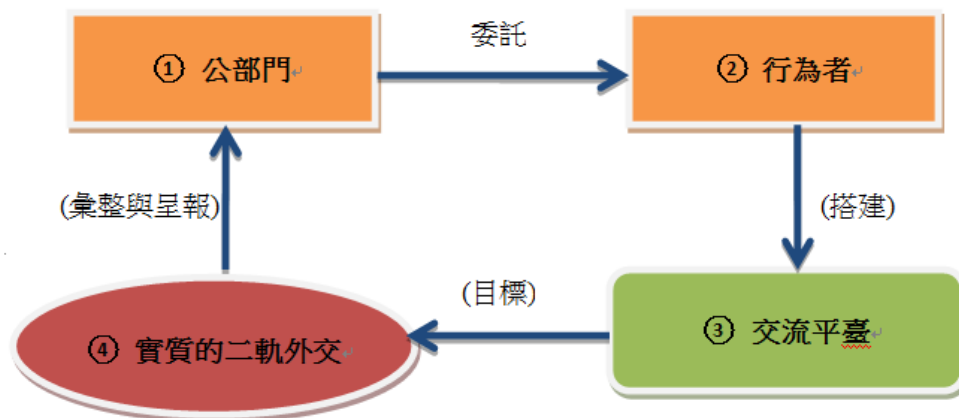 ① 公部門
委託
② 行為者
(搭建)
③ 交流平臺
(目標)
④ 實質的二軌外交
(彙整與呈報)